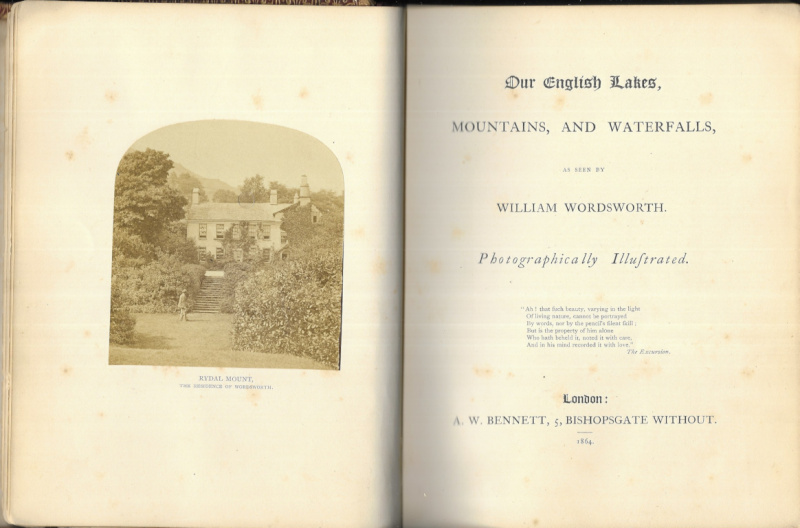 RYDAL MOUNT,
THE RESIDENCE OF WORDSWORTH.
Our English Lakes,
MOUNTAINS, AND WATERFALLS,
AS SEEN BY
WILLIAM WORDSWORTH.
Photographically Illuſtrated.
"Ah! that ſuch beauty, varying in the light
Of living nature, cannot be portrayed
By words, nor by the pencil's ſilent ſkill;
But is the property of him alone
Who hath beheld it, noted it with care,
And in his mind recorded it with love."
The Excursion.
London:
A. W. BENNETT, 5, BISHOPSGATE WITHOUT.
1864.